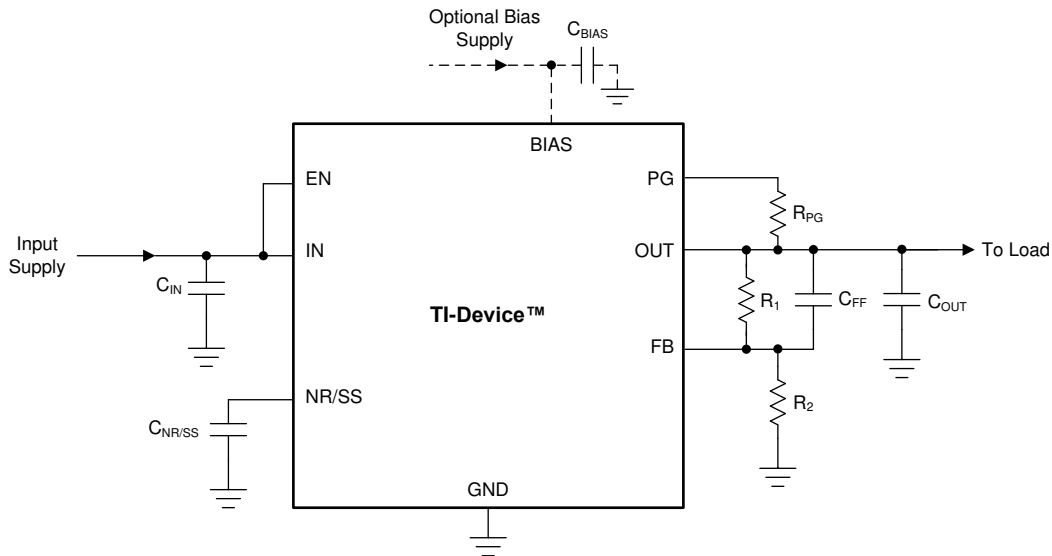 Optional Bias
Supply
C_BIAS
BIAS
EN
PG
R_PG
Input
Supply
IN
OUT
To Load
C_IN
TI-Device™
R_1
C_FF
C_OUT
FB
NR/SS
R_2
C_NR/SS
GND